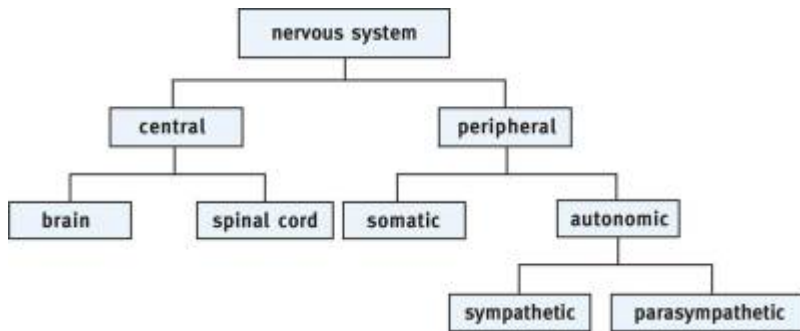 nervous system
central
peripheral
brain
spinal cord
somatic
autonomic
sympathetic
parasympathetic